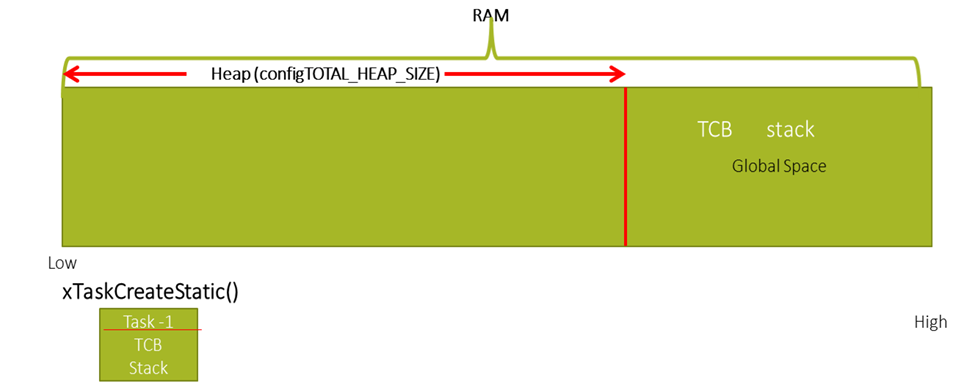 RAM
Heap (configTOTAL_HEAP_SIZE)
TCB stack
Global Space
Low
xTaskCreateStatic()
Task -1
TCB
Stack
High